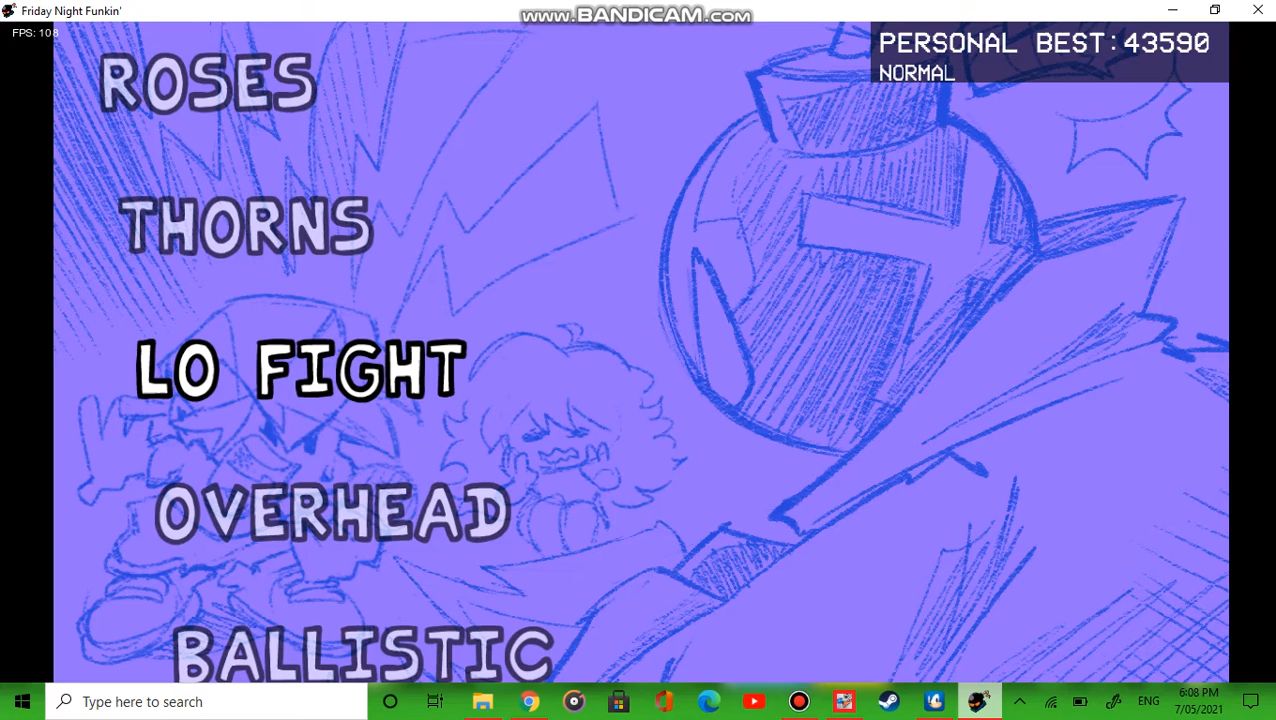 Friday Night Funkin'
www.BANDICAM.com
FPS: 108
PERSONAL BEST:43590
NORMAL
ROSES
THORNS
LO FIGHT
OVERHEAD
BALLISTIC
Type here to search
ENG
6:08 PM
7/05/2021